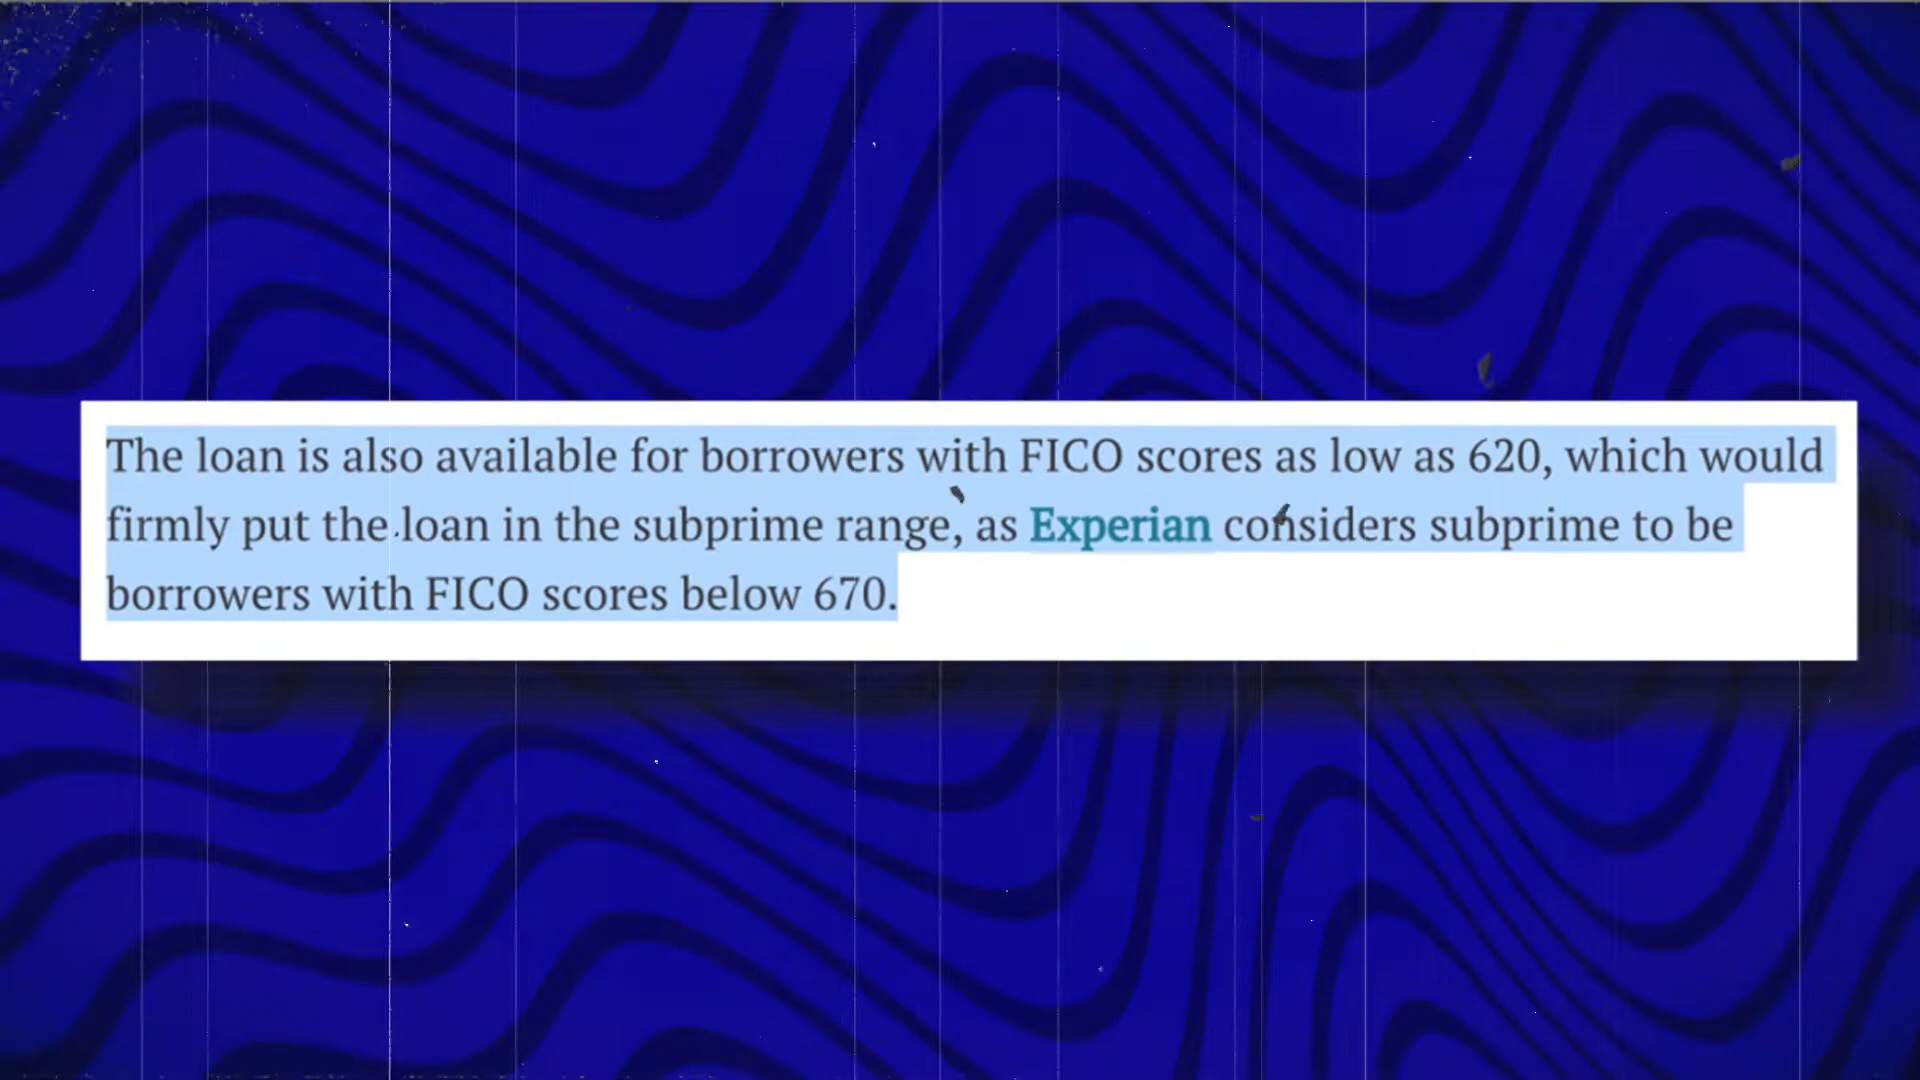 The loan is also available for borrowers with FICO scores as low as 620, which would
firmly put the loan in the subprime range, as Experian considers subprime to be
borrowers with FICO scores below 670.